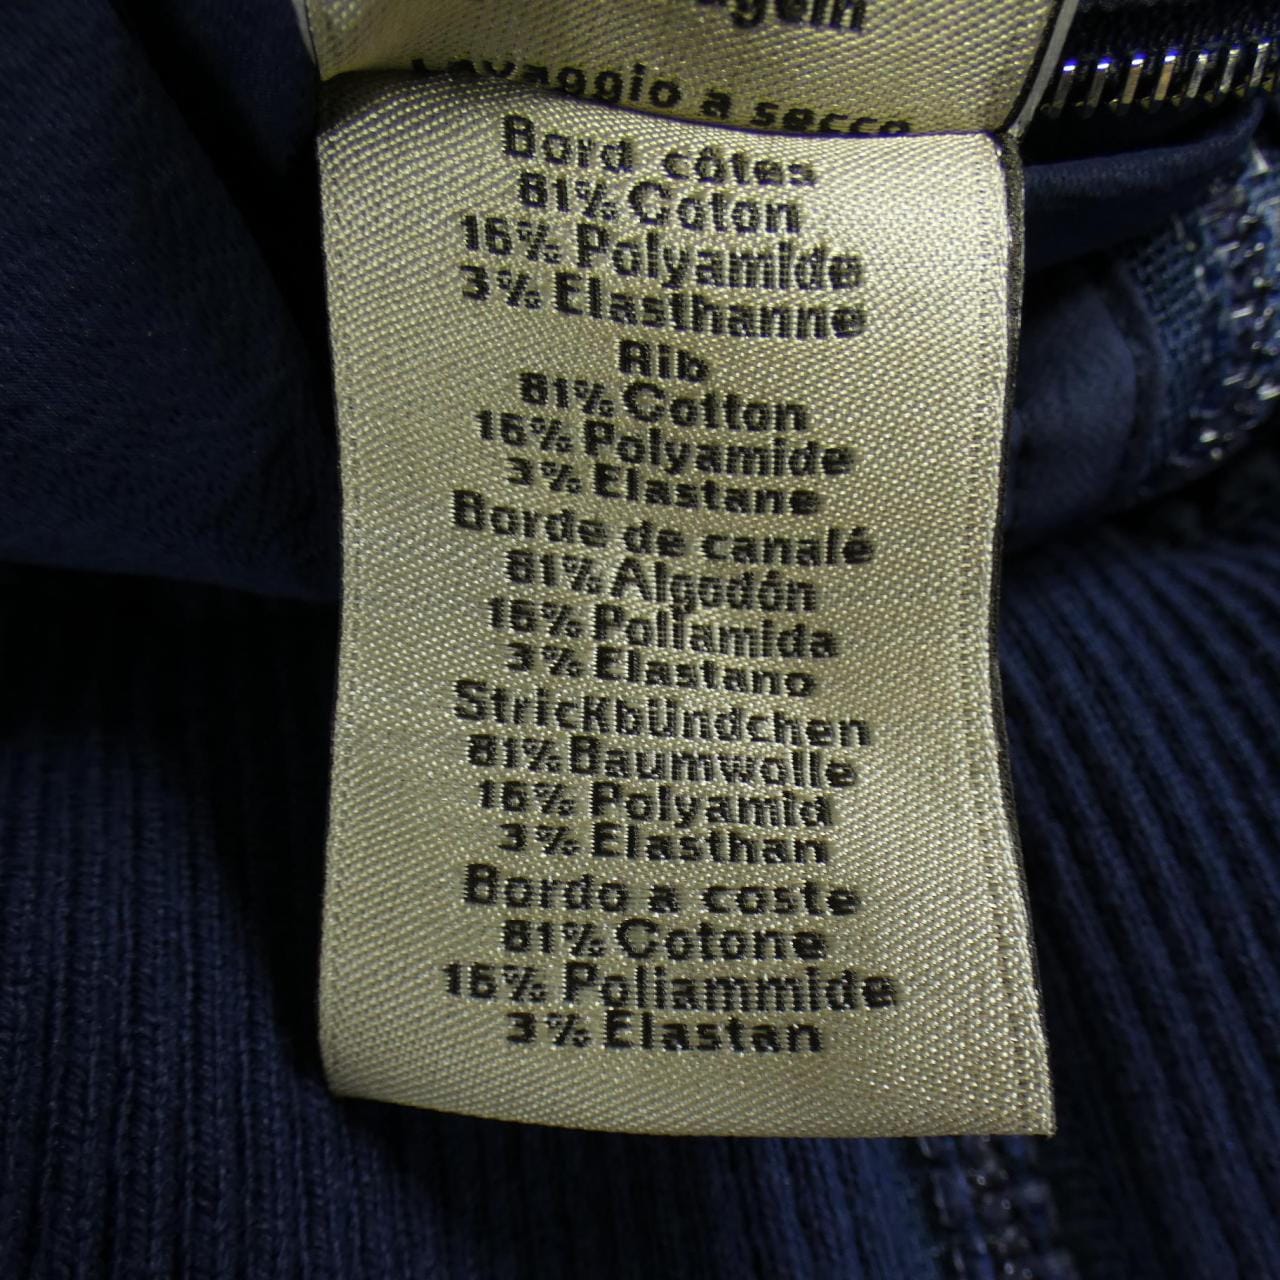 Lavaggio a secco
Bord côtes
81% Coton
16% Polyamide
3% Elasthanne
Rib
81% Cotton
16% Polyamide
3% Elastane
Borde de canalé
81% Algodón
16% Poliamida
3% Elastano
Strickbündchen
81% Baumwolle
16% Polyamid
3% Elasthan
Bordo a coste
81% Cotone
16% Poliammide
3% Elastan